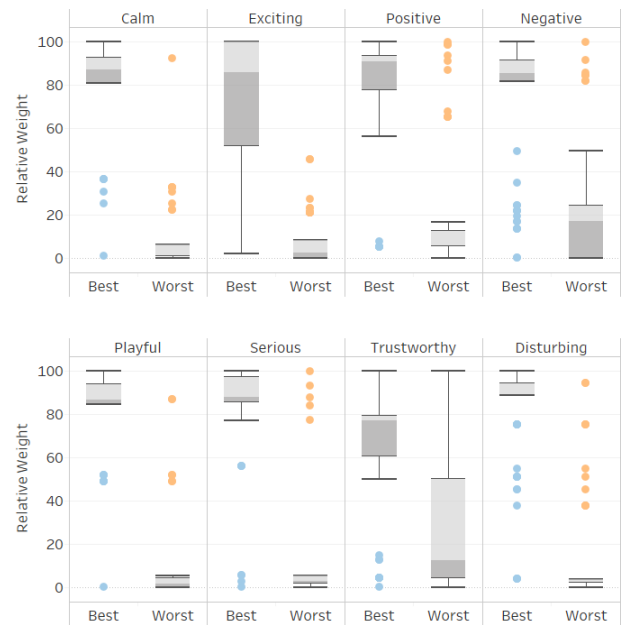 Calm Exciting Positive Negative
Relative Weight
100
80
60
40
20
0
Best Worst Best Worst Best Worst Best Worst
Playful Serious Trustworthy Disturbing
Relative Weight
100
80
60
40
20
0
Best Worst Best Worst Best Worst Best Worst